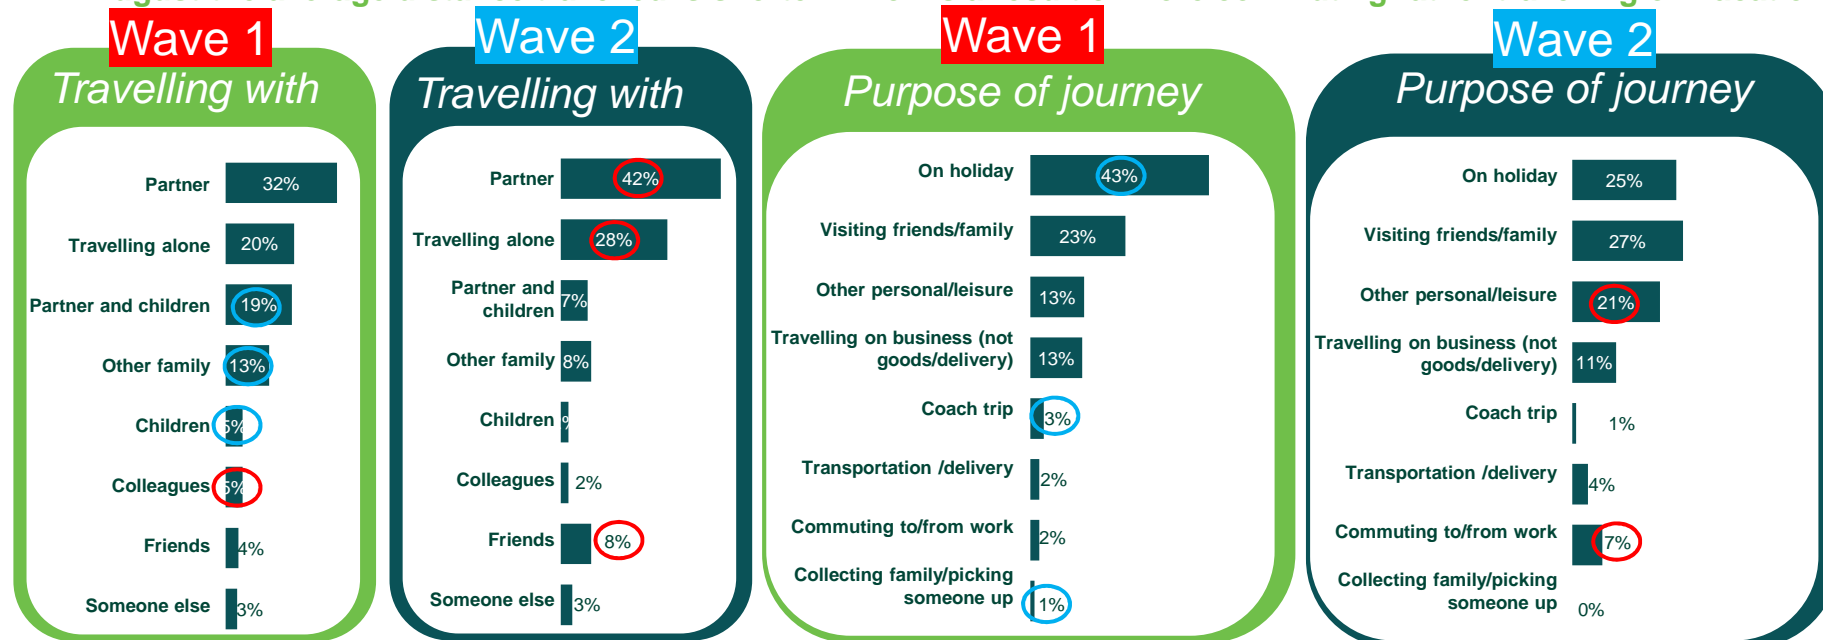 Wave 1
Travelling with
Partner 32%
Travelling alone 20%
Partner and children 19%
Other family 13%
Children 5%
Colleagues 5%
Friends 4%
Someone else 3%
Wave 2
Travelling with
Partner 42%
Travelling alone 28%
Partner and
children 7%
Other family 8%
Children %
Colleagues 2%
Friends 8%
Someone else 3%
Wave 1
Purpose of journey
On holiday 43%
Visiting friends/family 23%
Other personal/leisure 13%
Travelling on business (not
goods/delivery) 13%
Coach trip 3%
Transportation /delivery 2%
Commuting to/from work 2%
Collecting family/picking
someone up 1%
Wave 2
Purpose of journey
On holiday 25%
Visiting friends/family 27%
Other personal/leisure 21%
Travelling on business (not
goods/delivery) 11%
Coach trip 1%
Transportation /delivery 4%
Commuting to/from work 7%
Collecting family/picking
someone up 0%